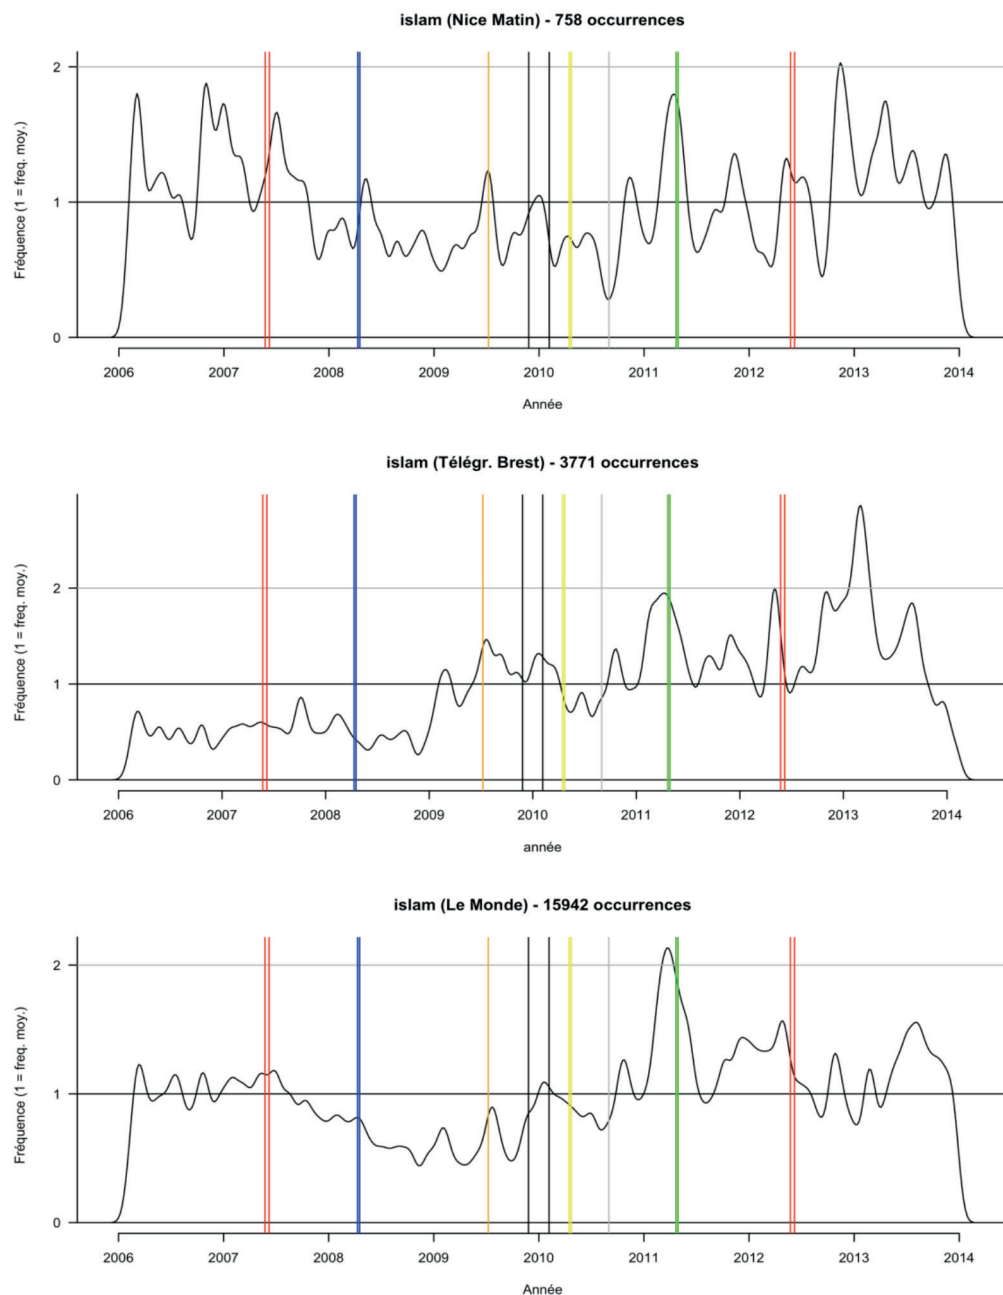 islam (Nice Matin) - 758 occurrences
Fréquence (1 = freq. moy.)
2
1
0
2006 2007 2008 2009 2010 2011 2012 2013 2014
Année
islam (Télégr. Brest) - 3771 occurrences
Fréquence (1 = freq. moy.)
2
1
0
2006 2007 2008 2009 2010 2011 2012 2013 2014
année
islam (Le Monde) - 15942 occurrences
Fréquence (1 = freq. moy.)
2
1
0
2006 2007 2008 2009 2010 2011 2012 2013 2014
Année